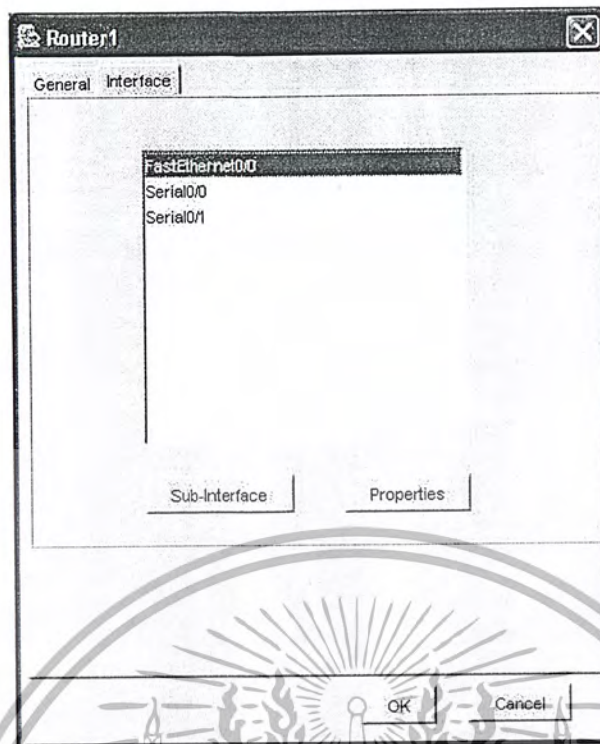 Router1
General Interface
FastEthernet0/0
Serial0/0
Serial0/1
Sub-Interface Properties
OK Cancel